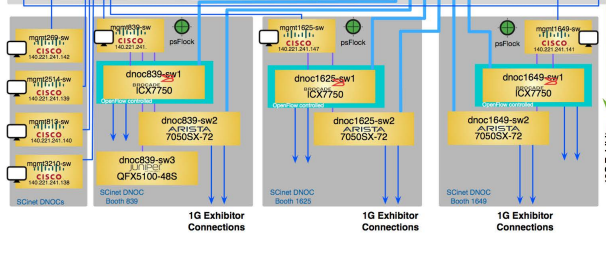 mgmt269-sw
CISCO
140.221.241.142
mgmt2514-sw
CISCO
140.221.241.139
mgmt819-sw
CISCO
140.221.241.140
mgmt3210-sw
CISCO
140.221.241.138
SCinet DNOCs
mgmt839-sw
CISCO
140.221.241.
psFlock
dnoc839-sw1
BROCADE
ICX7750
OpenFlow controlled
dnoc839-sw2
ARISTA
7050SX-72
dnoc839-sw3
JUNIPER
QFX5100-48S
SCinet DNOC
Booth 839
1G Exhibitor
Connections
mgmt1625-sw
CISCO
140.221.241.147
psFlock
dnoc1625-sw1
BROCADE
ICX7750
OpenFlow controlled
dnoc1625-sw2
ARISTA
7050SX-72
SCinet DNOC
Booth 1625
1G Exhibitor
Connections
psFlock
mgmt1649-sw
CISCO
140.221.241.141
dnoc1649-sw1
BROCADE
ICX7750
OpenFlow controlled
dnoc1649-sw2
ARISTA
7050SX-72
SCinet DNOC
Booth 1649
1G Exhibitor
Connections